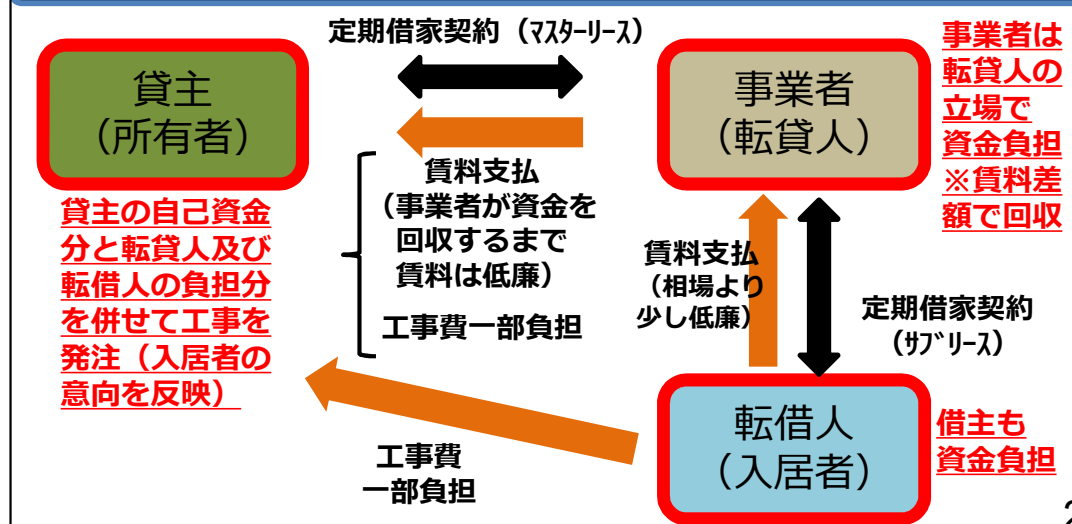 定期借家契約（ﾏｽﾀｰﾘｰｽ）
貸主
（所有者）
事業者
（転貸人）
事業者は
転貸人の
立場で
資金負担
※賃料差
額で回収
賃料支払
（事業者が資金を
回収するまで
賃料は低廉）
工事費一部負担
貸主の自己資金
分と転貸人及び
転借人の負担分
を併せて工事を
発注（入居者の
意向を反映）
賃料支払
（相場より
少し低廉）
定期借家契約
（ｻﾌﾞﾘｰｽ）
転借人
（入居者）
借主も
資金負担
工事費
一部負担